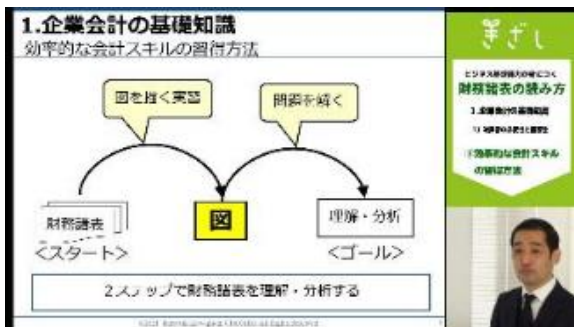 1.企業会計の基礎知識
効率的な会計スキルの習得方法
図を描く実習
問題を解く
財務諸表
図
理解・分析
<スタート>
<ゴール>
2ステップで財務諸表を理解・分析する
きざし
財務諸表の読み方
1.企業会計の基礎知識
効率的な会計スキル
の習得方法